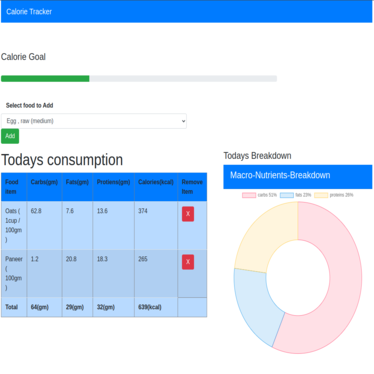 Calorie Tracker
Calorie Goal
Select food to Add
Egg , raw (medium)
Add
Todays consumption
Food item Carbs(gm) Fats(gm) Proteins(gm) Calories(kcal) Remove item
Oats ( 1cup / 100gm ) 62.8 7.6 13.6 374 X
Paneer ( 100gm ) 1.2 20.8 18.3 265 X
Total 64(gm) 29(gm) 32(gm) 639(kcal)
Todays Breakdown
Macro-Nutrients-Breakdown
carbs 51% fats 23% proteins 26%